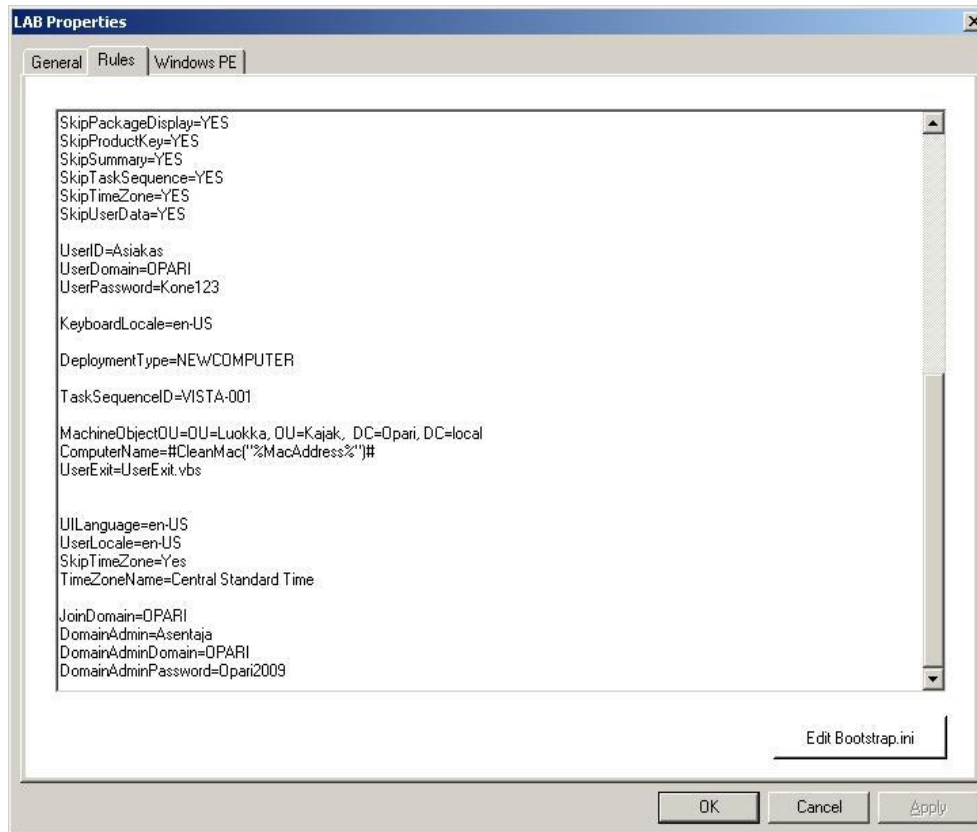 LAB Properties
General Rules Windows PE
SkipPackageDisplay=YES
SkipProductKey=YES
SkipSummary=YES
SkipTaskSequence=YES
SkipTimeZone=YES
SkipUserData=YES
UserID=Asiakas
UserDomain=OPARI
UserPassword=Kone123
KeyboardLocale=en-US
DeploymentType=NEWCOMPUTER
TaskSequenceID=VISTA-001
MachineObjectOU=OU=Luokka, OU=Kajak, DC=Opari, DC=local
ComputerName=#CleanMac("%MacAddress%")#
UserExit=UserExit.vbs
UILanguage=en-US
UserLocale=en-US
SkipTimeZone=Yes
TimeZoneName=Central Standard Time
JoinDomain=OPARI
DomainAdmin=Asentaja
DomainAdminDomain=OPARI
DomainAdminPassword=Opari2009
Edit Bootstrap.ini
OK Cancel Apply